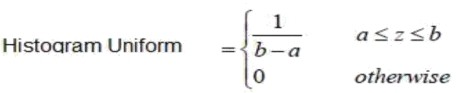 Histogram Uniform = { 1/(b−a)    a ≤ z ≤ b
0    otherwise